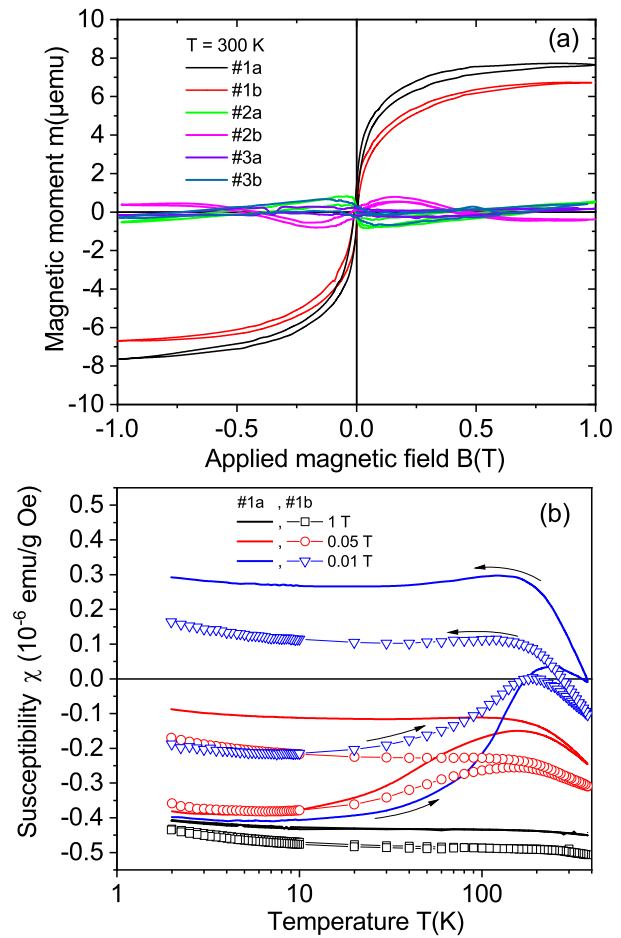 (a)
T = 300 K
#1a
#1b
#2a
#2b
#3a
#3b
Magnetic moment m(μemu)
10
8
6
4
2
0
-2
-4
-6
-8
-10
-1.0 -0.5 0.0 0.5 1.0
Applied magnetic field B(T)
(b)
#1a , #1b
, 1 T
, 0.05 T
, 0.01 T
Susceptibility χ (10⁻⁶ emu/g Oe)
0.5
0.4
0.3
0.2
0.1
0.0
-0.1
-0.2
-0.3
-0.4
-0.5
1 10 100
Temperature T(K)